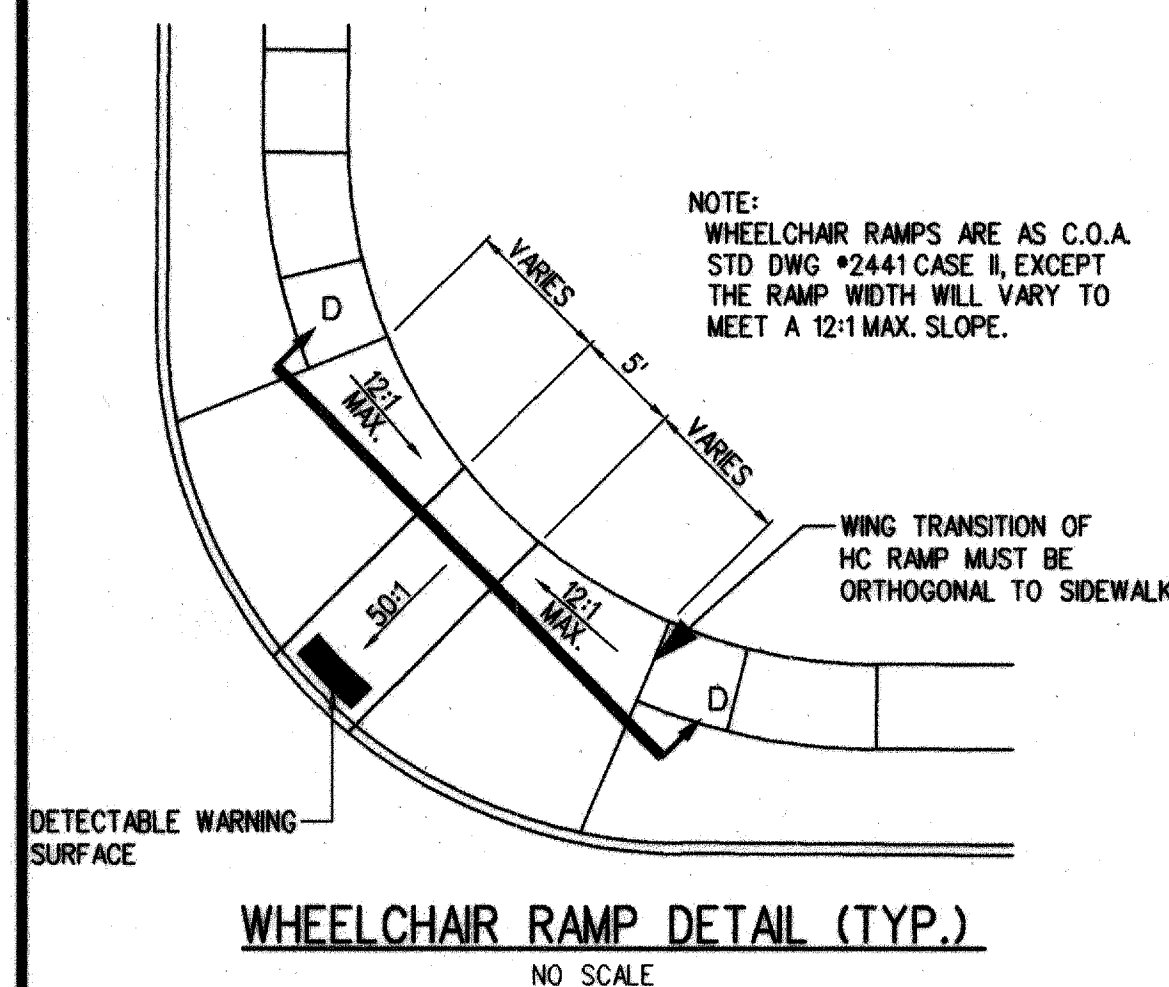 NOTE:
WHEELCHAIR RAMPS ARE AS C.O.A.
STD DWG #2441 CASE II, EXCEPT
THE RAMP WIDTH WILL VARY TO
MEET A 12:1 MAX. SLOPE.
VARIES
5'
VARIES
D
12:1
MAX.
50:1
12:1
MAX.
D
WING TRANSITION OF
HC RAMP MUST BE
ORTHOGONAL TO SIDEWALK
DETECTABLE WARNING
SURFACE
WHEELCHAIR RAMP DETAIL (TYP.)
NO SCALE